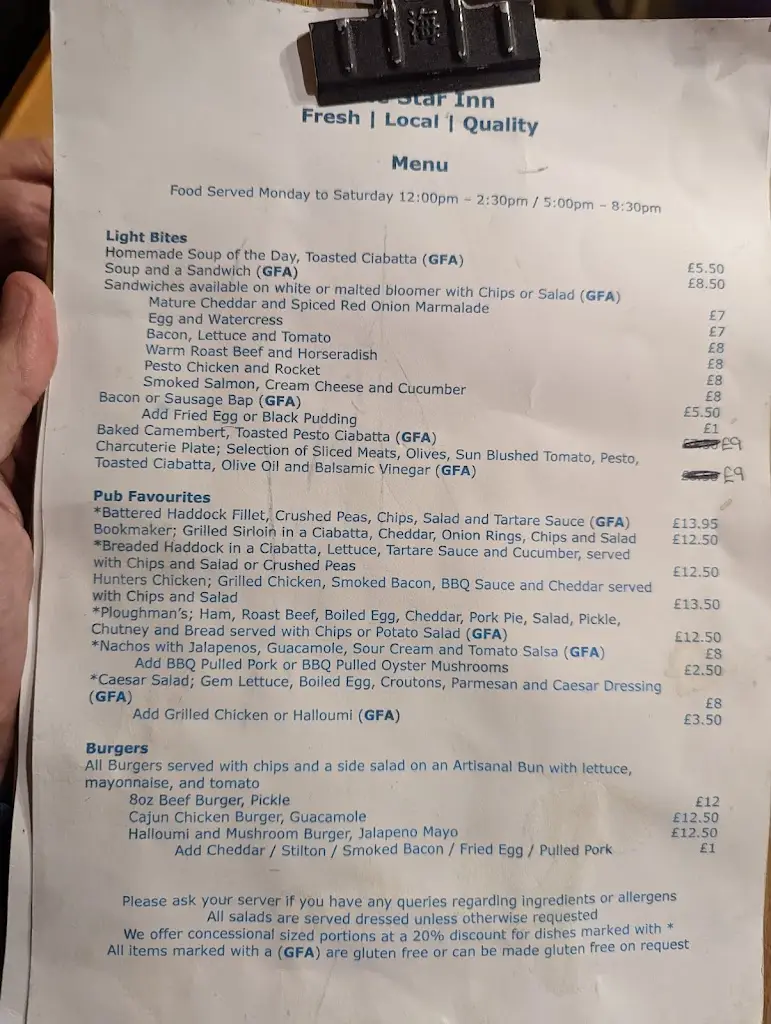 海
Star Inn
Fresh | Local | Quality
Menu
Food Served Monday to Saturday 12:00pm – 2:30pm / 5:00pm – 8:30pm
Light Bites
Homemade Soup of the Day, Toasted Ciabatta (GFA) £5.50
Soup and a Sandwich (GFA) £8.50
Sandwiches available on white or malted bloomer with Chips or Salad (GFA)
Mature Cheddar and Spiced Red Onion Marmalade £7
Egg and Watercress £7
Bacon, Lettuce and Tomato £8
Warm Roast Beef and Horseradish £8
Pesto Chicken and Rocket £8
Smoked Salmon, Cream Cheese and Cucumber £8
Bacon or Sausage Bap (GFA) £5.50
Add Fried Egg or Black Pudding £1
Baked Camembert, Toasted Pesto Ciabatta (GFA) £9
Charcuterie Plate; Selection of Sliced Meats, Olives, Sun Blushed Tomato, Pesto,
Toasted Ciabatta, Olive Oil and Balsamic Vinegar (GFA) £9
Pub Favourites
*Battered Haddock Fillet, Crushed Peas, Chips, Salad and Tartare Sauce (GFA) £13.95
Bookmaker; Grilled Sirloin in a Ciabatta, Cheddar, Onion Rings, Chips and Salad £12.50
*Breaded Haddock in a Ciabatta, Lettuce, Tartare Sauce and Cucumber, served
with Chips and Salad or Crushed Peas £12.50
Hunters Chicken; Grilled Chicken, Smoked Bacon, BBQ Sauce and Cheddar served
with Chips and Salad £13.50
*Ploughman's; Ham, Roast Beef, Boiled Egg, Cheddar, Pork Pie, Salad, Pickle,
Chutney and Bread served with Chips or Potato Salad (GFA) £12.50
*Nachos with Jalapenos, Guacamole, Sour Cream and Tomato Salsa (GFA) £8
Add BBQ Pulled Pork or BBQ Pulled Oyster Mushrooms £2.50
*Caesar Salad; Gem Lettuce, Boiled Egg, Croutons, Parmesan and Caesar Dressing
(GFA) £8
Add Grilled Chicken or Halloumi (GFA) £3.50
Burgers
All Burgers served with chips and a side salad on an Artisanal Bun with lettuce,
mayonnaise, and tomato
8oz Beef Burger, Pickle £12
Cajun Chicken Burger, Guacamole £12.50
Halloumi and Mushroom Burger, Jalapeno Mayo £12.50
Add Cheddar / Stilton / Smoked Bacon / Fried Egg / Pulled Pork £1
Please ask your server if you have any queries regarding ingredients or allergens
All salads are served dressed unless otherwise requested
We offer concessional sized portions at a 20% discount for dishes marked with *
All items marked with a (GFA) are gluten free or can be made gluten free on request